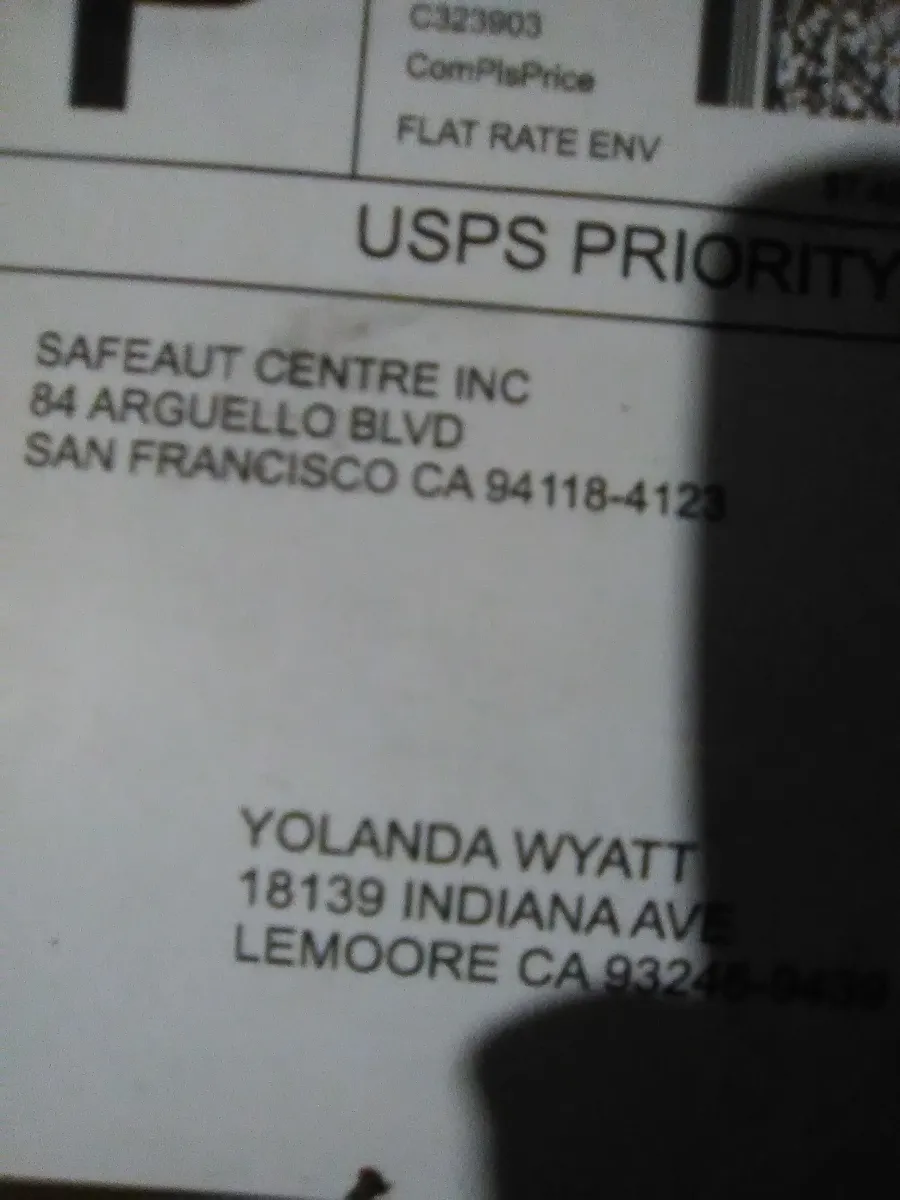 P
C323903
ComPlsPrice
FLAT RATE ENV
USPS PRIORITY
SAFEAUT CENTRE INC
84 ARGUELLO BLVD
SAN FRANCISCO CA 94118-4123
YOLANDA WYATT
18139 INDIANA AVE
LEMOORE CA